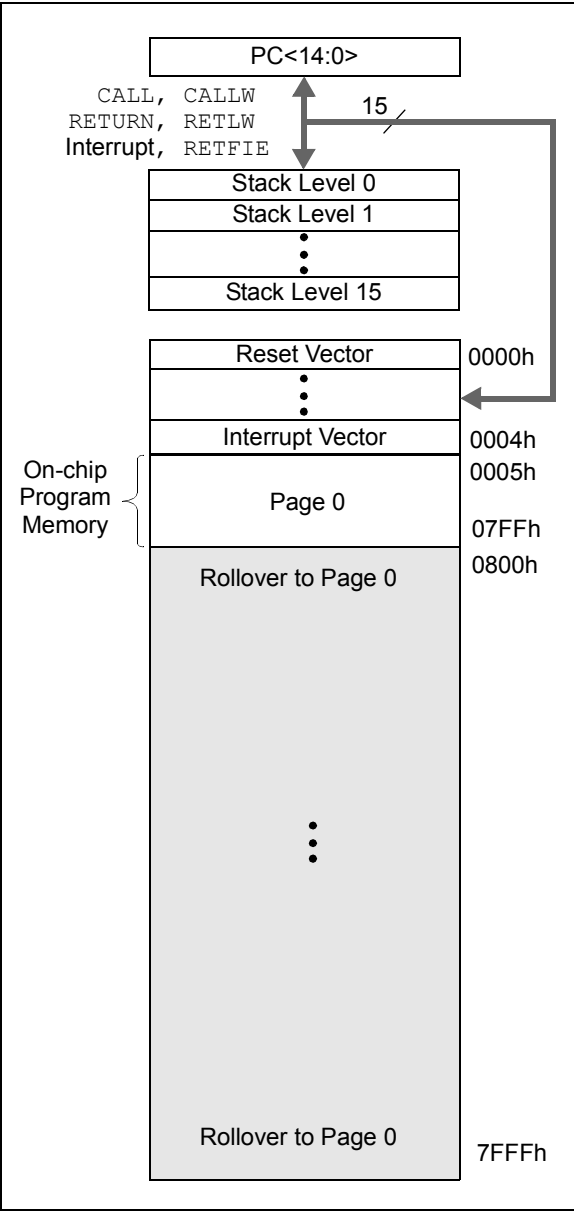 PC<14:0>
CALL, CALLW
15
RETURN, RETLW
Interrupt, RETFIE
Stack Level 0
Stack Level 1
Stack Level 15
Reset Vector
0000h
Interrupt Vector
0004h
On-chip
Program
Memory
0005h
Page 0
07FFh
0800h
Rollover to Page 0
Rollover to Page 0
7FFFh